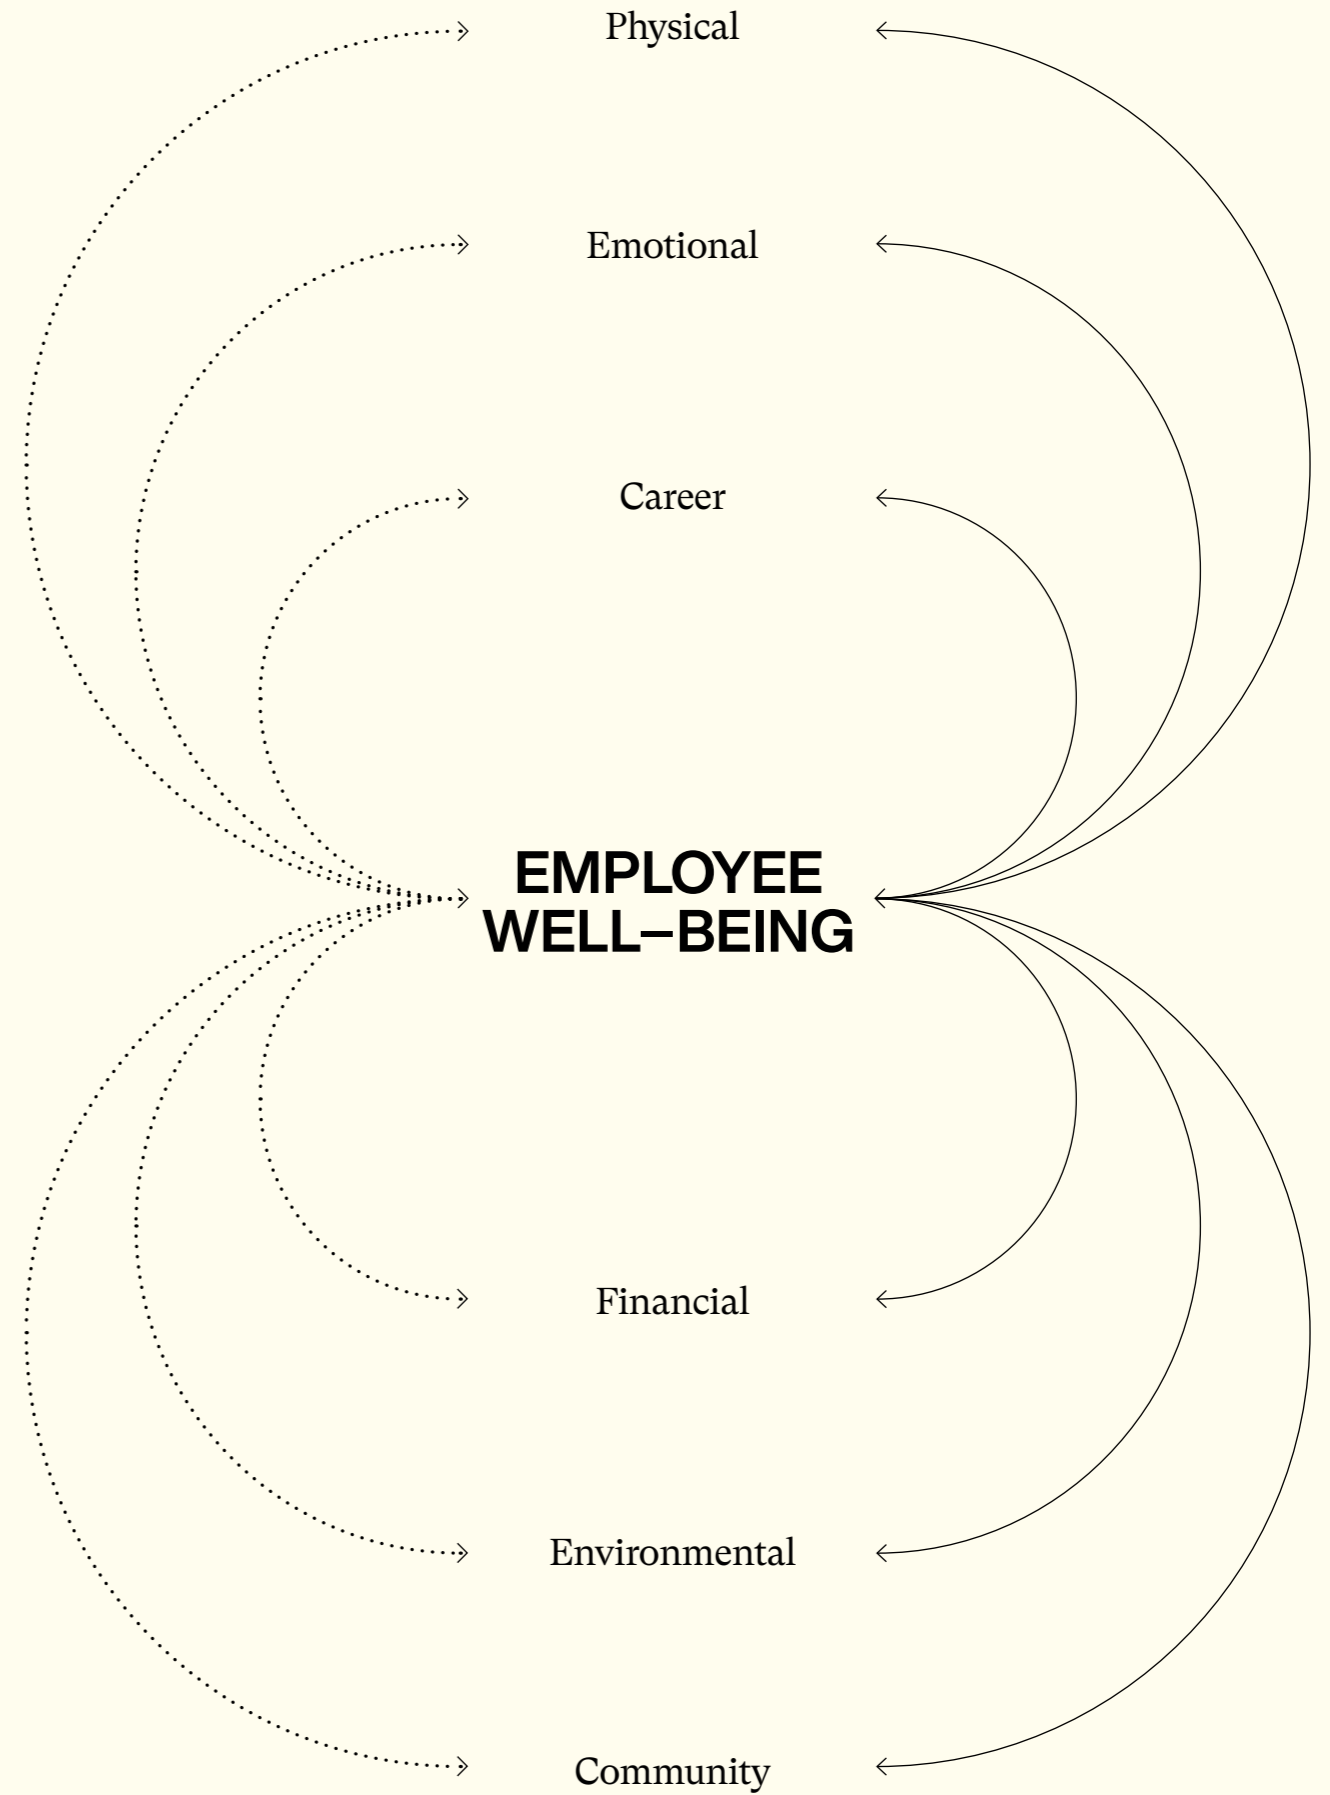 Physical
Emotional
Career
EMPLOYEE
WELL–BEING
Financial
Environmental
Community